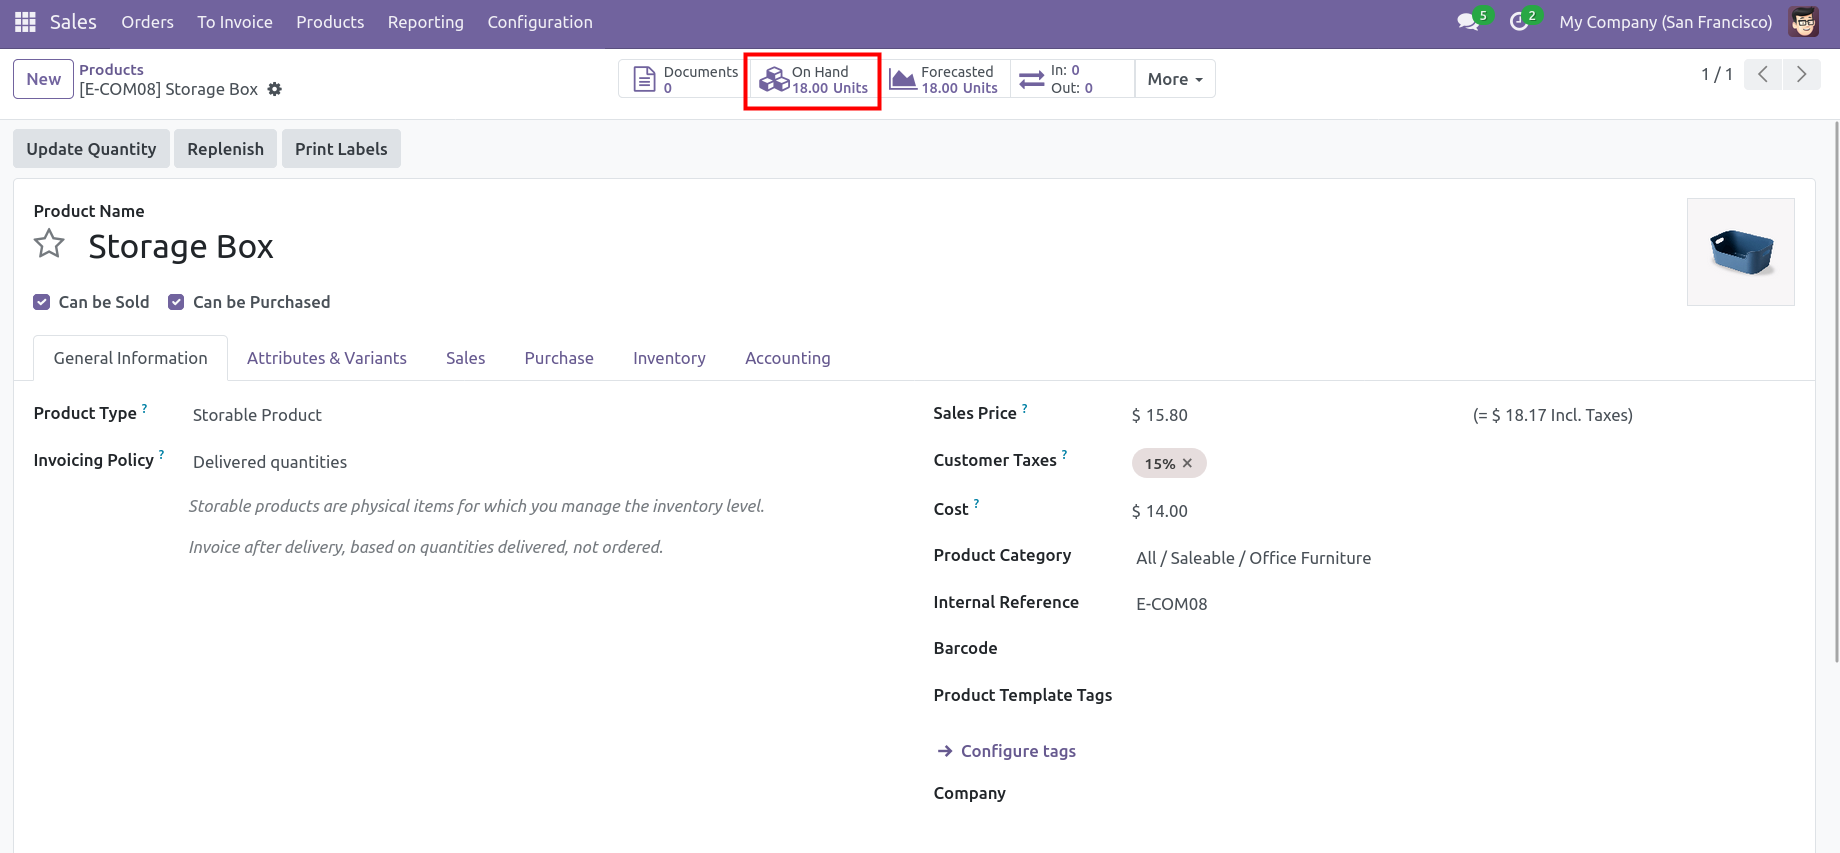 Sales Orders To Invoice Products Reporting Configuration 5 2 My Company (San Francisco)
New Products
[E-COM08] Storage Box
Documents
0
On Hand
18.00 Units
Forecasted
18.00 Units
In: 0
Out: 0
More
1 / 1
Update Quantity Replenish Print Labels
Product Name
Storage Box
Can be Sold Can be Purchased
General Information Attributes & Variants Sales Purchase Inventory Accounting
Product Type ? Storable Product
Invoicing Policy ? Delivered quantities
Storable products are physical items for which you manage the inventory level.
Invoice after delivery, based on quantities delivered, not ordered.
Sales Price ? $ 15.80 (= $ 18.17 Incl. Taxes)
Customer Taxes ? 15% ×
Cost ? $ 14.00
Product Category All / Saleable / Office Furniture
Internal Reference E-COM08
Barcode
Product Template Tags
→ Configure tags
Company